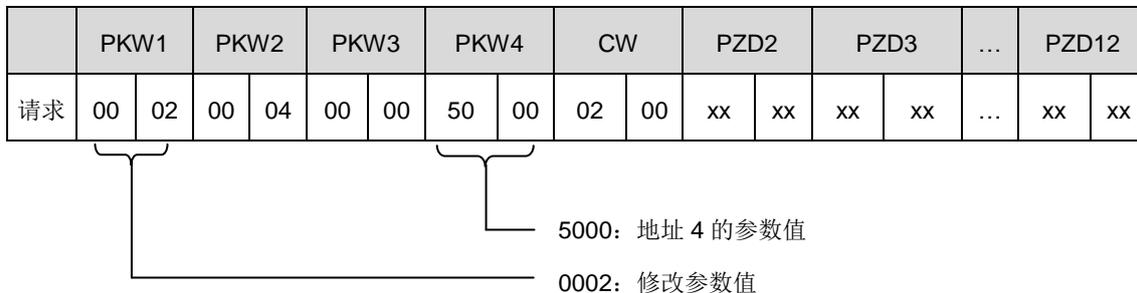 PKW1 PKW2 PKW3 PKW4 CW PZD2 PZD3 … PZD12
请求 00 02 00 04 00 00 50 00 02 00 xx xx xx xx … xx xx
5000：地址 4 的参数值
0002：修改参数值